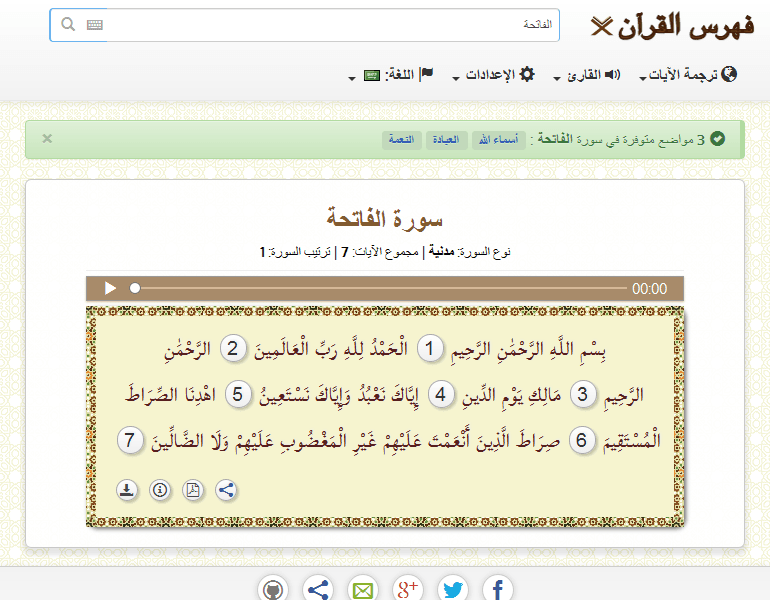 فهرس القرآن
الفاتحة
ترجمة الآيات القارئ الإعدادات اللغة:
3 مواضع متوفرة في سورة الفاتحة : أسماء الله العبادة النعمة
سورة الفاتحة
نوع السورة: مدنية | مجموع الآيات: 7 | ترتيب السورة: 1
00:00
بِسْمِ اللَّهِ الرَّحْمَٰنِ الرَّحِيمِ 1 الْحَمْدُ لِلَّهِ رَبِّ الْعَالَمِينَ 2 الرَّحْمَٰنِ
الرَّحِيمِ 3 مَالِكِ يَوْمِ الدِّينِ 4 إِيَّاكَ نَعْبُدُ وَإِيَّاكَ نَسْتَعِينُ 5 اهْدِنَا الصِّرَاطَ
الْمُسْتَقِيمَ 6 صِرَاطَ الَّذِينَ أَنْعَمْتَ عَلَيْهِمْ غَيْرِ الْمَغْضُوبِ عَلَيْهِمْ وَلَا الضَّالِّينَ 7